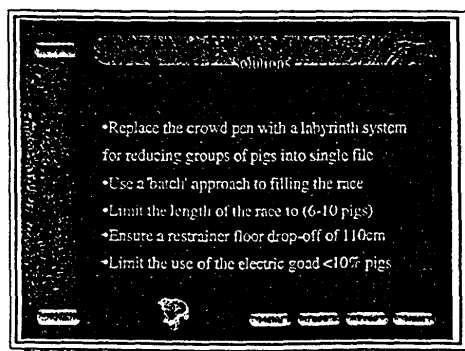 Solutions
•Replace the crowd pen with a labyrinth system
for reducing groups of pigs into single file
•Use a 'batch' approach to filling the race
•Limit the length of the race to (6-10 pigs)
•Ensure a restrainer floor drop-off of 110cm
•Limit the use of the electric goad <10% pigs